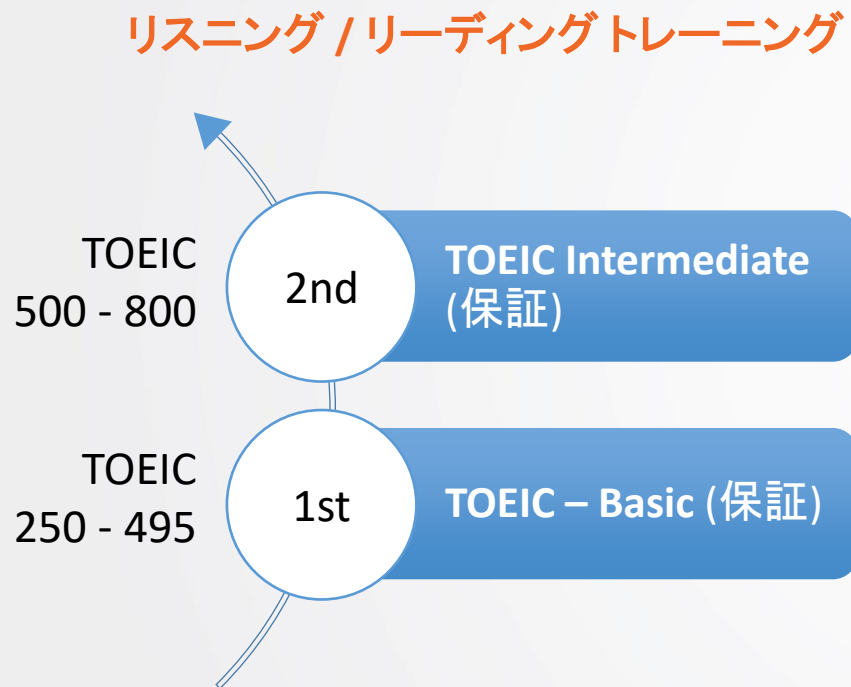 リスニング / リーディング トレーニング
TOEIC
500 - 800
2nd
TOEIC Intermediate
(保証)
TOEIC
250 - 495
1st
TOEIC – Basic (保証)